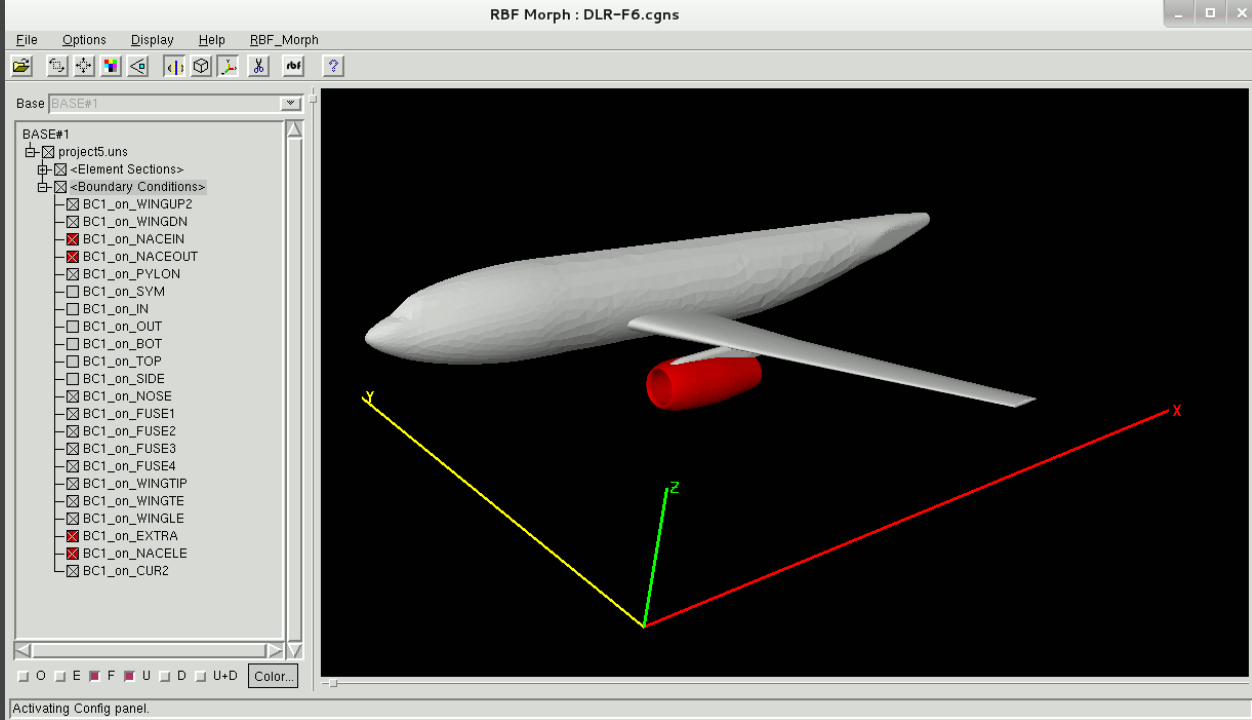 RBF Morph : DLR-F6.cgns
File Options Display Help RBF_Morph
rbf ?
Base BASE#1
BASE#1
project5.uns
<Element Sections>
<Boundary Conditions>
BC1_on_WINGUP2
BC1_on_WINGDN
BC1_on_NACEIN
BC1_on_NACEOUT
BC1_on_PYLON
BC1_on_SYM
BC1_on_IN
BC1_on_OUT
BC1_on_BOT
BC1_on_TOP
BC1_on_SIDE
BC1_on_NOSE
BC1_on_FUSE1
BC1_on_FUSE2
BC1_on_FUSE3
BC1_on_FUSE4
BC1_on_WINGTIP
BC1_on_WINGTE
BC1_on_WINGLE
BC1_on_EXTRA
BC1_on_NACELE
BC1_on_CUR2
Y
X
Z
O E F U D U+D Color...
Activating Config panel.